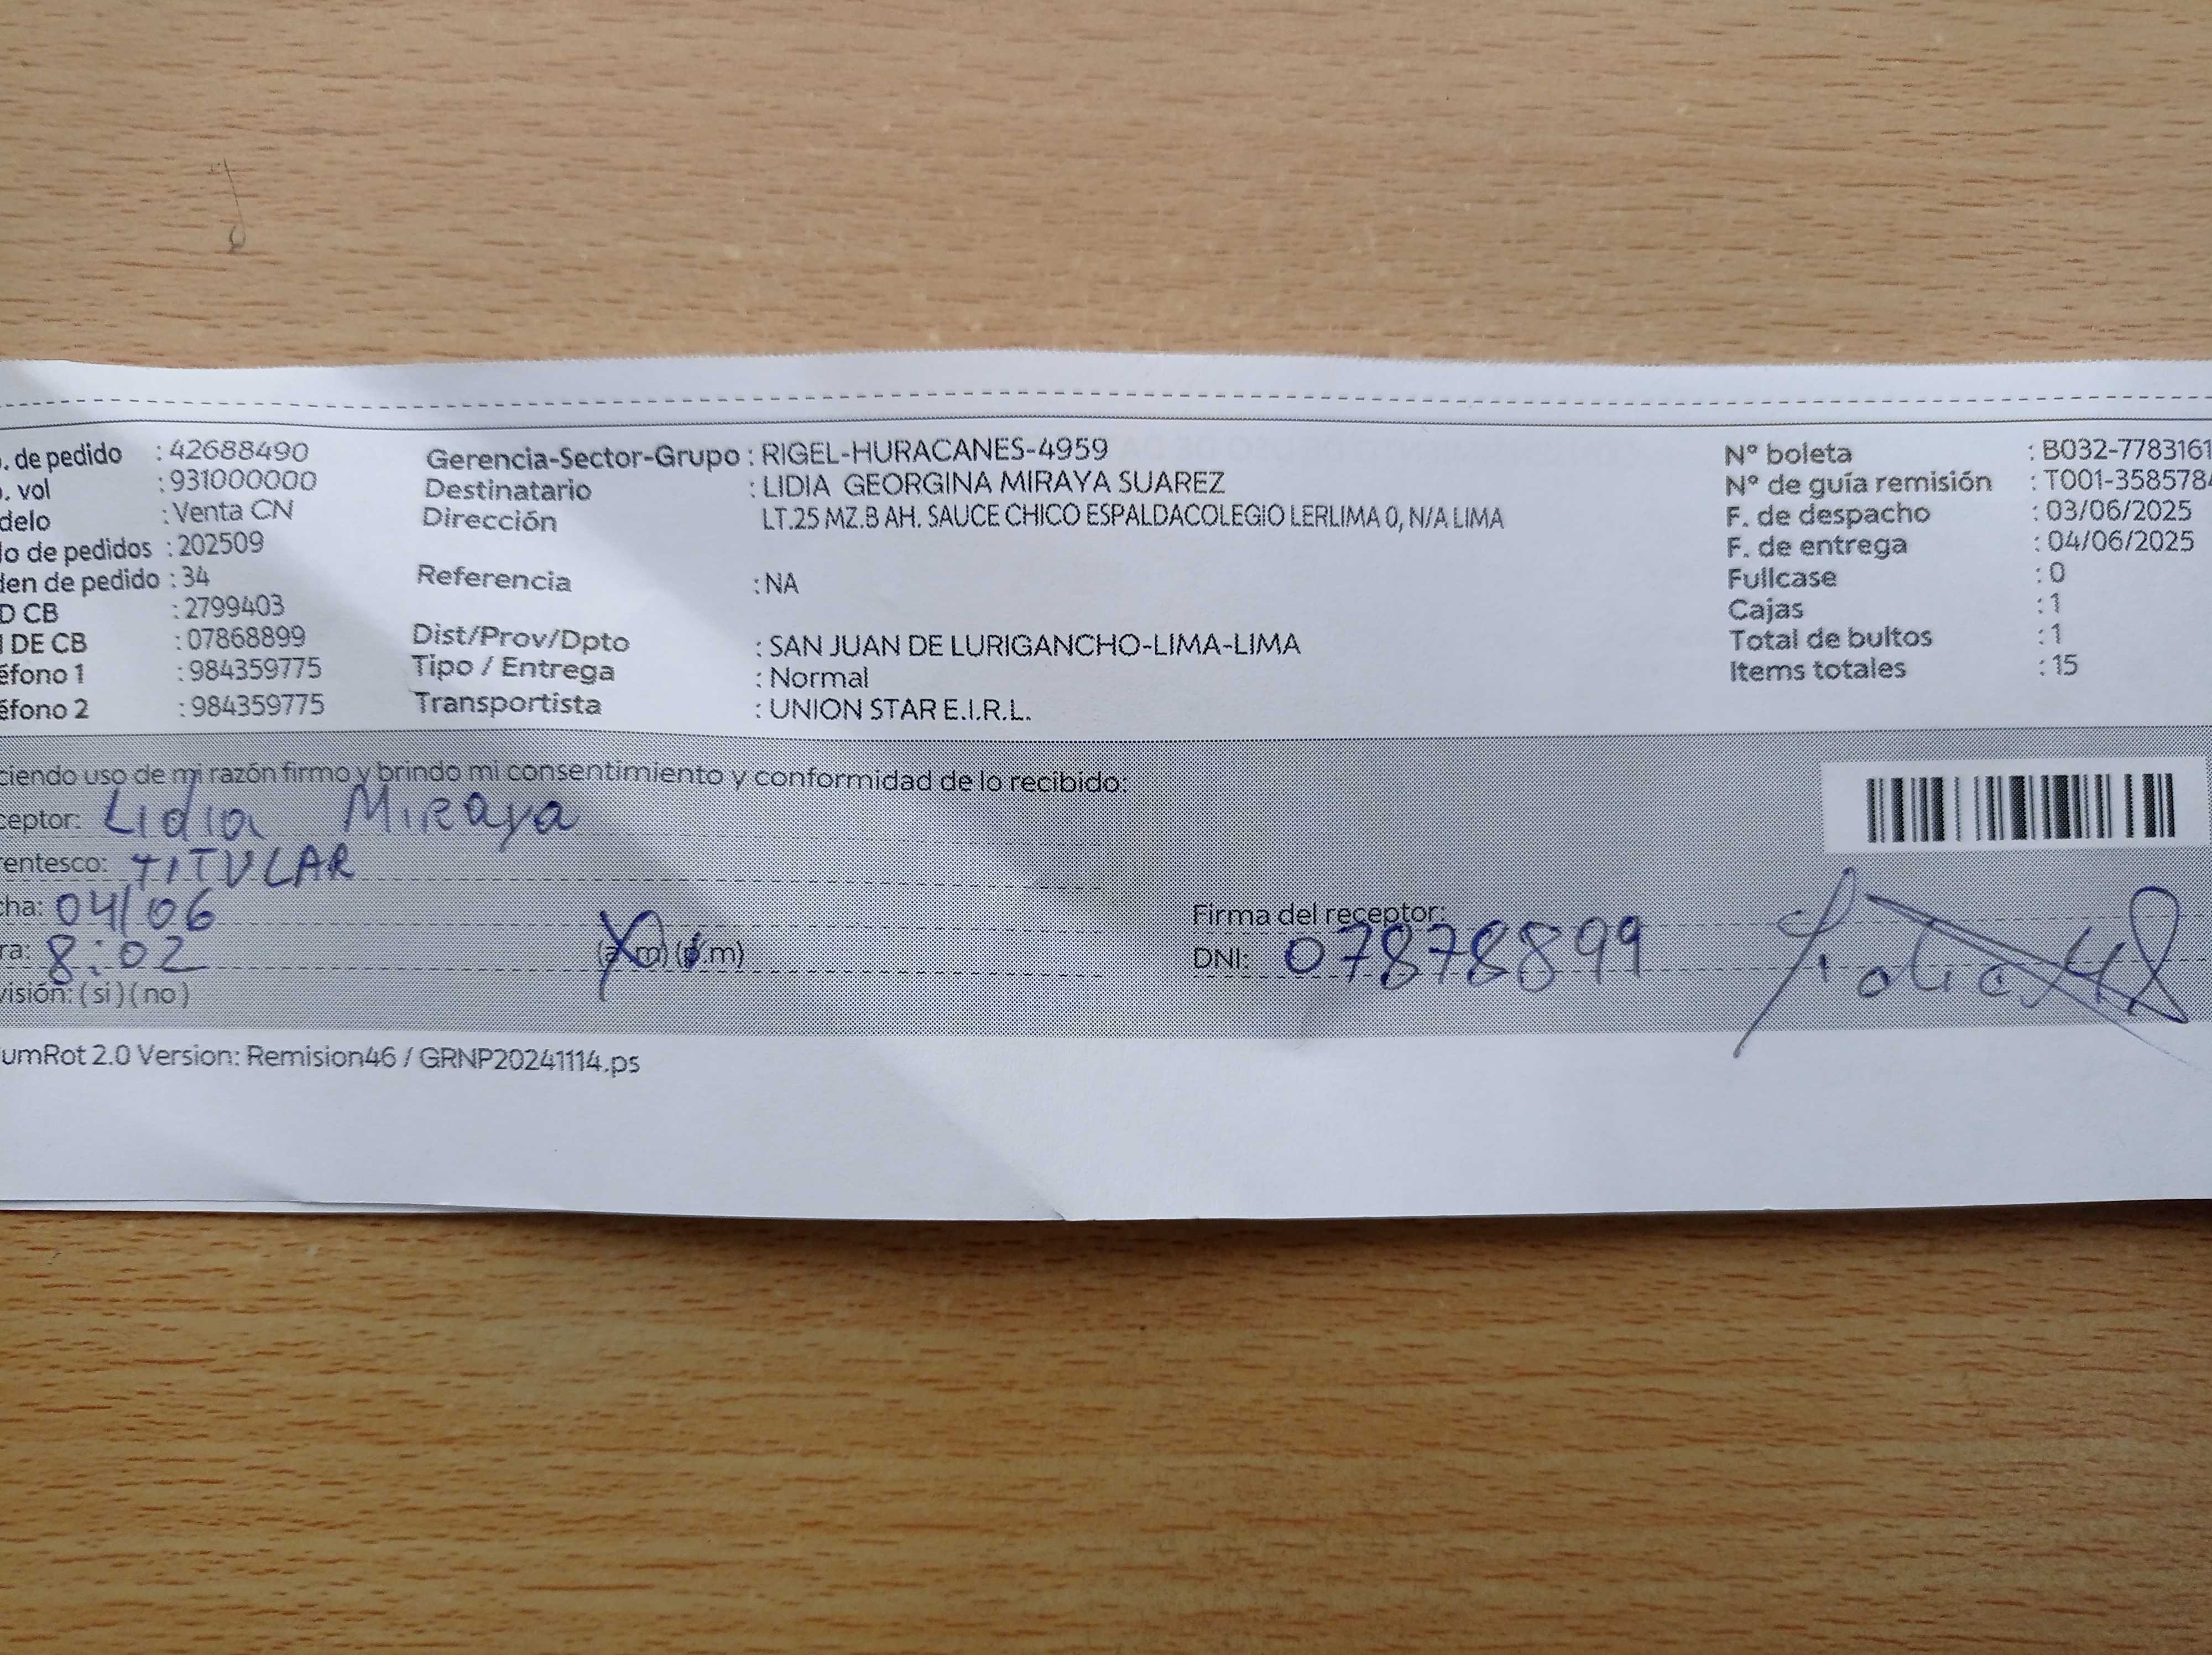 . de pedido : 42688490
. vol : 931000000
delo : Venta CN
lo de pedidos : 202509
den de pedido : 34
D CB : 2799403
I DE CB : 07868899
éfono 1 : 984359775
éfono 2 : 984359775
Gerencia-Sector-Grupo : RIGEL-HURACANES-4959
Destinatario : LIDIA GEORGINA MIRAYA SUAREZ
Dirección LT.25 MZ.B AH. SAUCE CHICO ESPALDACOLEGIO LERLIMA 0, N/A LIMA
Referencia : NA
Dist/Prov/Dpto : SAN JUAN DE LURIGANCHO-LIMA-LIMA
Tipo / Entrega : Normal
Transportista : UNION STAR E.I.R.L.
N° boleta : B032-7783161
N° de guía remisión : T001-358578
F. de despacho : 03/06/2025
F. de entrega : 04/06/2025
Fullcase : 0
Cajas : 1
Total de bultos : 1
Items totales : 15
ciendo uso de mi razón firmo y brindo mi consentimiento y conformidad de lo recibido:
ceptor: Lidia Miraya
rentesco: TITULAR
cha: 04/06
ra: 8:02 (a.m) (p.m)
visión: (si) (no)
Firma del receptor:
DNI: 07878899
umRot 2.0 Version: Remision46 / GRNP20241114.ps